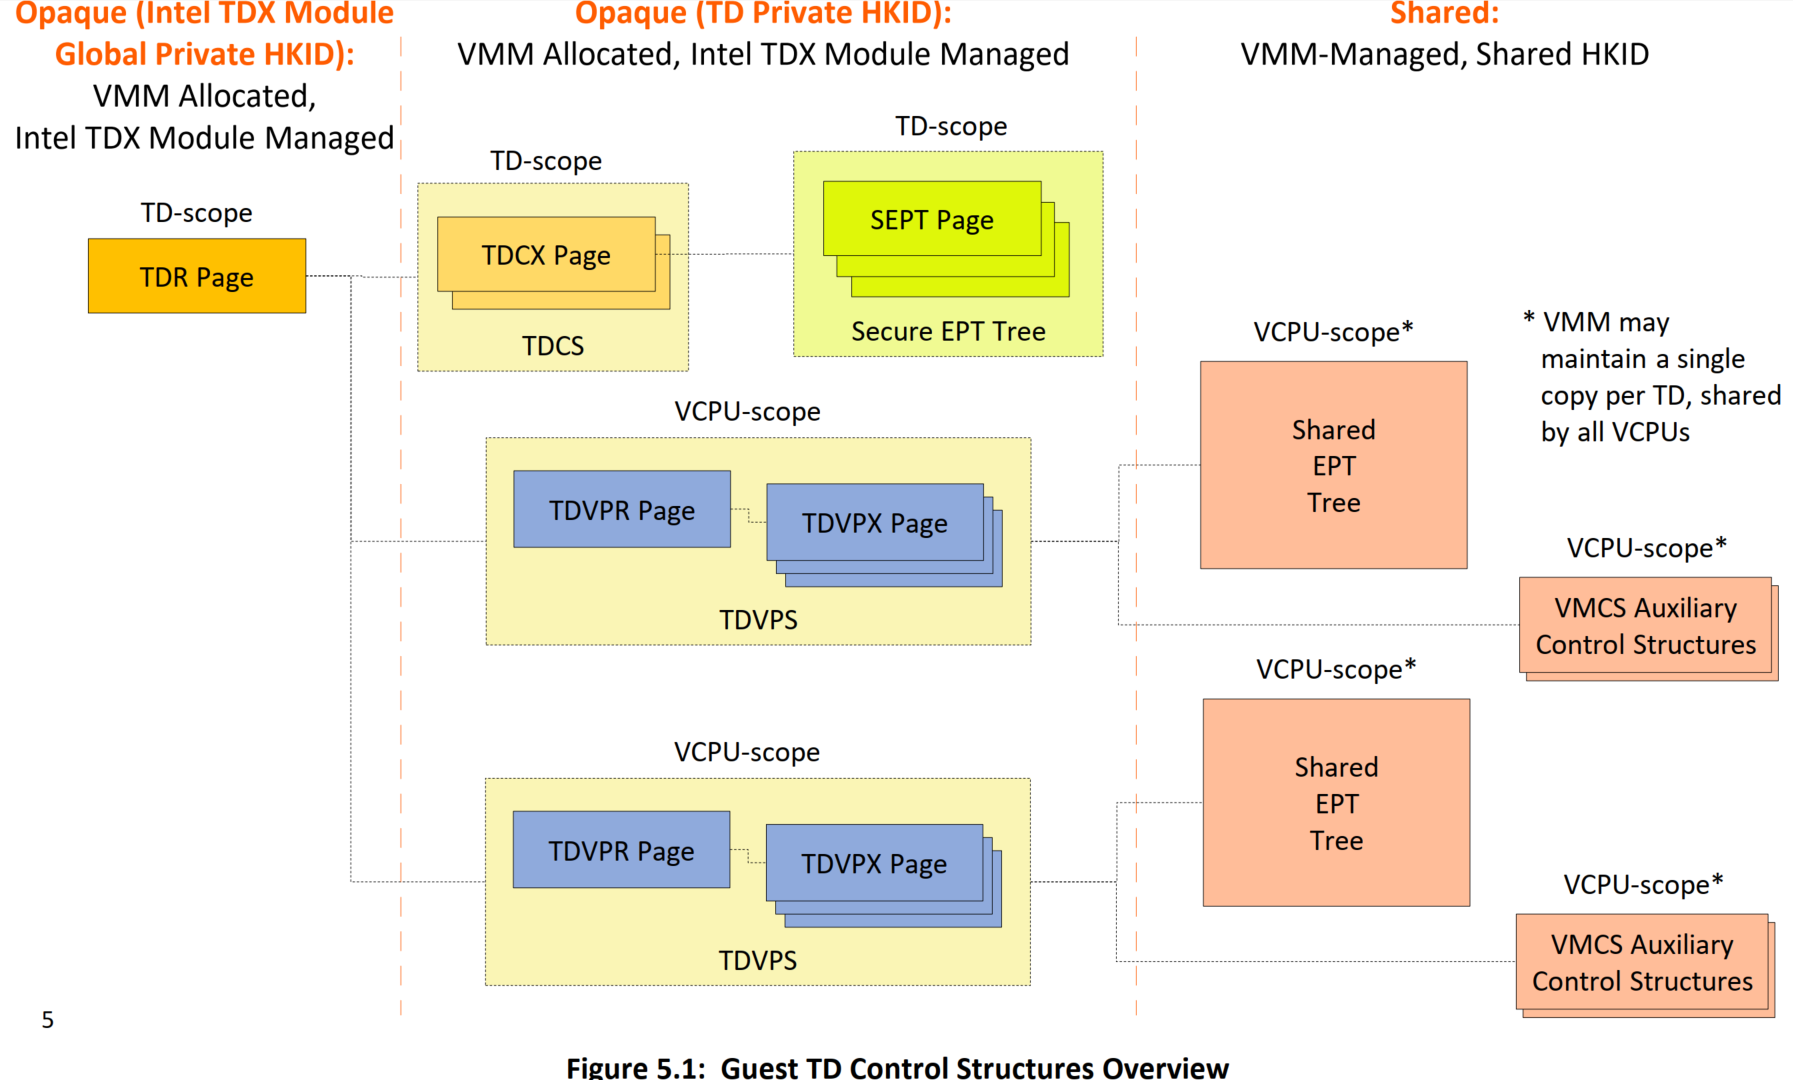 Opaque (Intel TDX Module
Global Private HKID):
VMM Allocated,
Intel TDX Module Managed
Opaque (TD Private HKID):
VMM Allocated, Intel TDX Module Managed
Shared:
VMM-Managed, Shared HKID
TD-scope
TDR Page
TD-scope
TDCX Page
TDCS
TD-scope
SEPT Page
Secure EPT Tree
VCPU-scope
TDVPR Page
TDVPX Page
TDVPS
VCPU-scope*
Shared
EPT
Tree
* VMM may
maintain a single
copy per TD, shared
by all VCPUs
VCPU-scope*
VMCS Auxiliary
Control Structures
VCPU-scope
TDVPR Page
TDVPX Page
TDVPS
VCPU-scope*
Shared
EPT
Tree
VCPU-scope*
VMCS Auxiliary
Control Structures
5
Figure 5.1: Guest TD Control Structures Overview